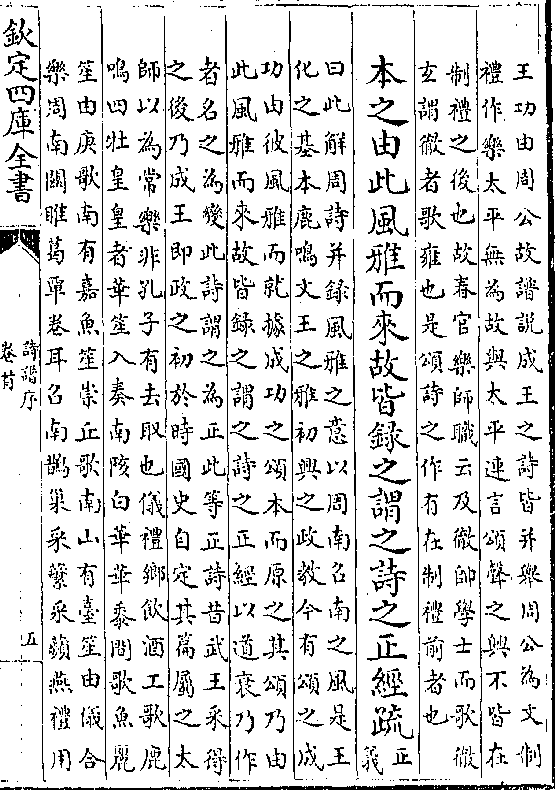 王功由周公故譜説成王之詩皆并舉周公為文制
禮作樂太平無為故與太平連言頌聲之興不皆在
制禮之後也故春官樂師職云及徹帥學士而歌徹
玄謂徹者歌雍也是頌詩之作有在制禮前者也
本之由此風雅而來故皆録之謂之詩之正經疏正義
曰此解周詩并録風雅之意以周南召南之風是王
化之基本鹿鳴文王之雅初興之政教今有頌之成
功由彼風雅而就據成功之頌本而原之其頌乃由
此風雅而來故皆録之謂之詩之正經以道衰乃作
者名之為變此詩謂之為正此等正詩昔武王采得
之後乃成王即政之初於時國史自定其篇屬之太
師以為常樂非孔子有去取也儀禮鄉飲酒工歌鹿
鳴四牡皇皇者華笙入奏南陔白華華黍間歌魚麗
笙由庚歌南有嘉魚笙崇丘歌南山有臺笙由儀合
樂周南關雎葛覃卷耳召南鵲巢采蘩采蘋燕禮用
欽定四庫全書
詩譜序
卷首
五